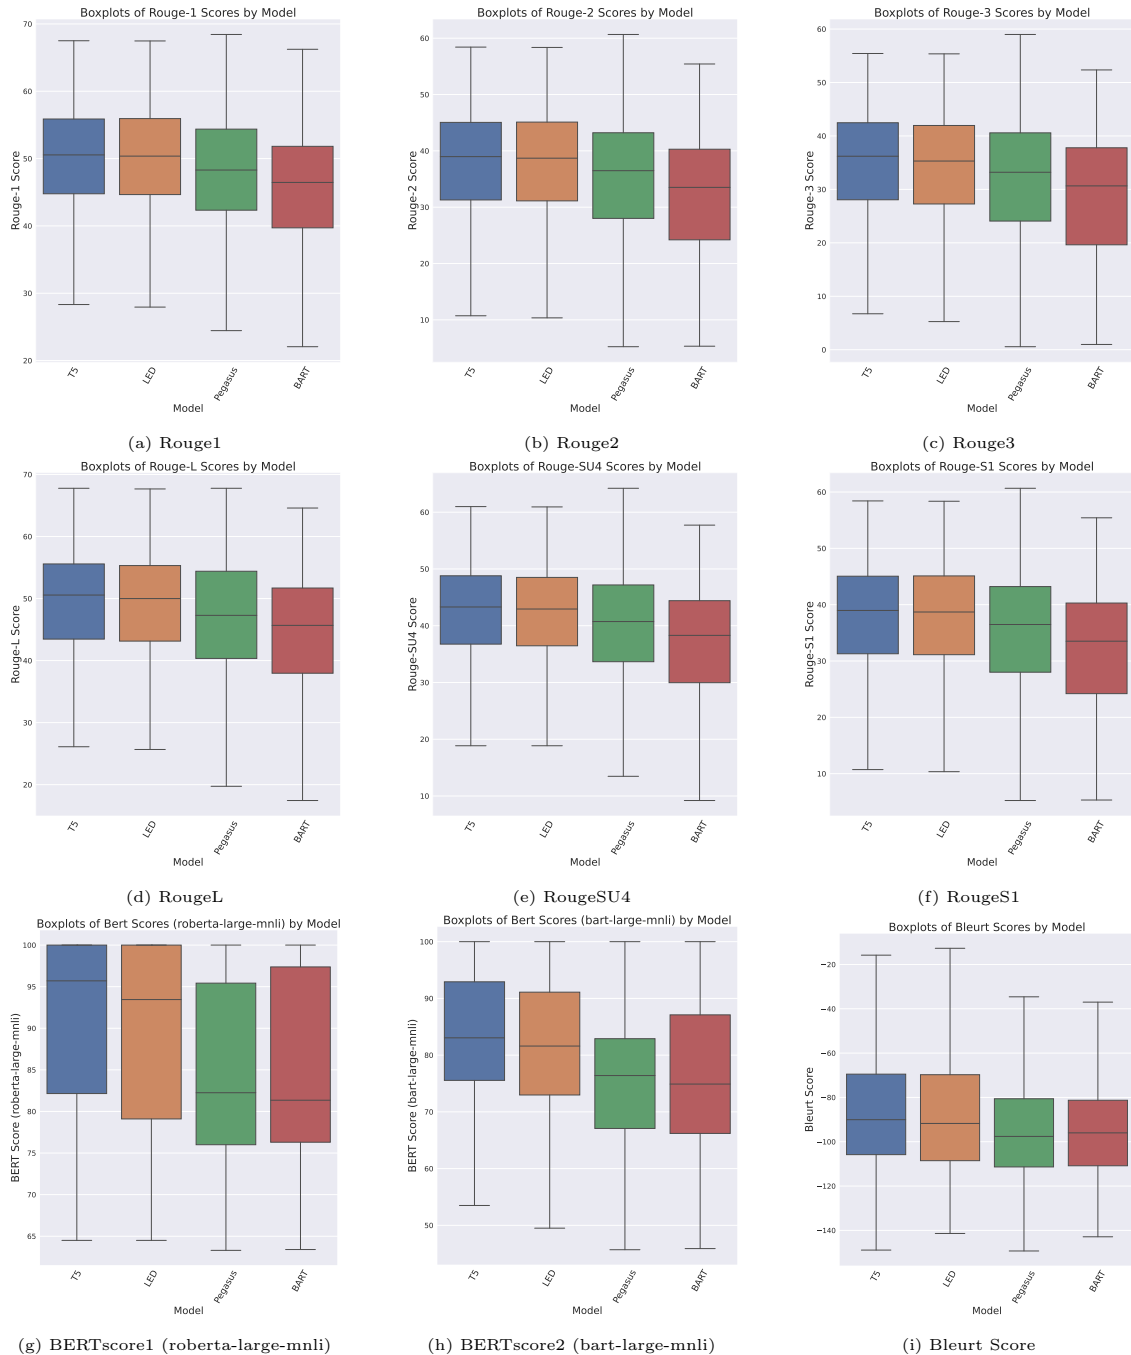 Boxplots of Rouge-1 Scores by Model
70
60
50
40
30
20
Rouge-1 Score
T5
LED
Pegasus
BART
Model
(a) Rouge1
Boxplots of Rouge-2 Scores by Model
60
50
40
30
20
10
Rouge-2 Score
T5
LED
Pegasus
BART
Model
(b) Rouge2
Boxplots of Rouge-3 Scores by Model
60
50
40
30
20
10
0
Rouge-3 Score
T5
LED
Pegasus
BART
Model
(c) Rouge3
Boxplots of Rouge-L Scores by Model
70
60
50
40
30
20
Rouge-L Score
T5
LED
Pegasus
BART
Model
(d) RougeL
Boxplots of Rouge-SU4 Scores by Model
60
50
40
30
20
10
Rouge-SU4 Score
T5
LED
Pegasus
BART
Model
(e) RougeSU4
Boxplots of Rouge-S1 Scores by Model
60
50
40
30
20
10
Rouge-S1 Score
T5
LED
Pegasus
BART
Model
(f) RougeS1
Boxplots of Bert Scores (roberta-large-mnli) by Model
100
95
90
85
80
75
70
65
BERT Score (roberta-large-mnli)
T5
LED
Pegasus
BART
Model
(g) BERTscore1 (roberta-large-mnli)
Boxplots of Bert Scores (bart-large-mnli) by Model
100
90
80
70
60
50
BERT Score (bart-large-mnli)
T5
LED
Pegasus
BART
Model
(h) BERTscore2 (bart-large-mnli)
Boxplots of Bleurt Scores by Model
−20
−40
−60
−80
−100
−120
−140
Bleurt Score
T5
LED
Pegasus
BART
Model
(i) Bleurt Score